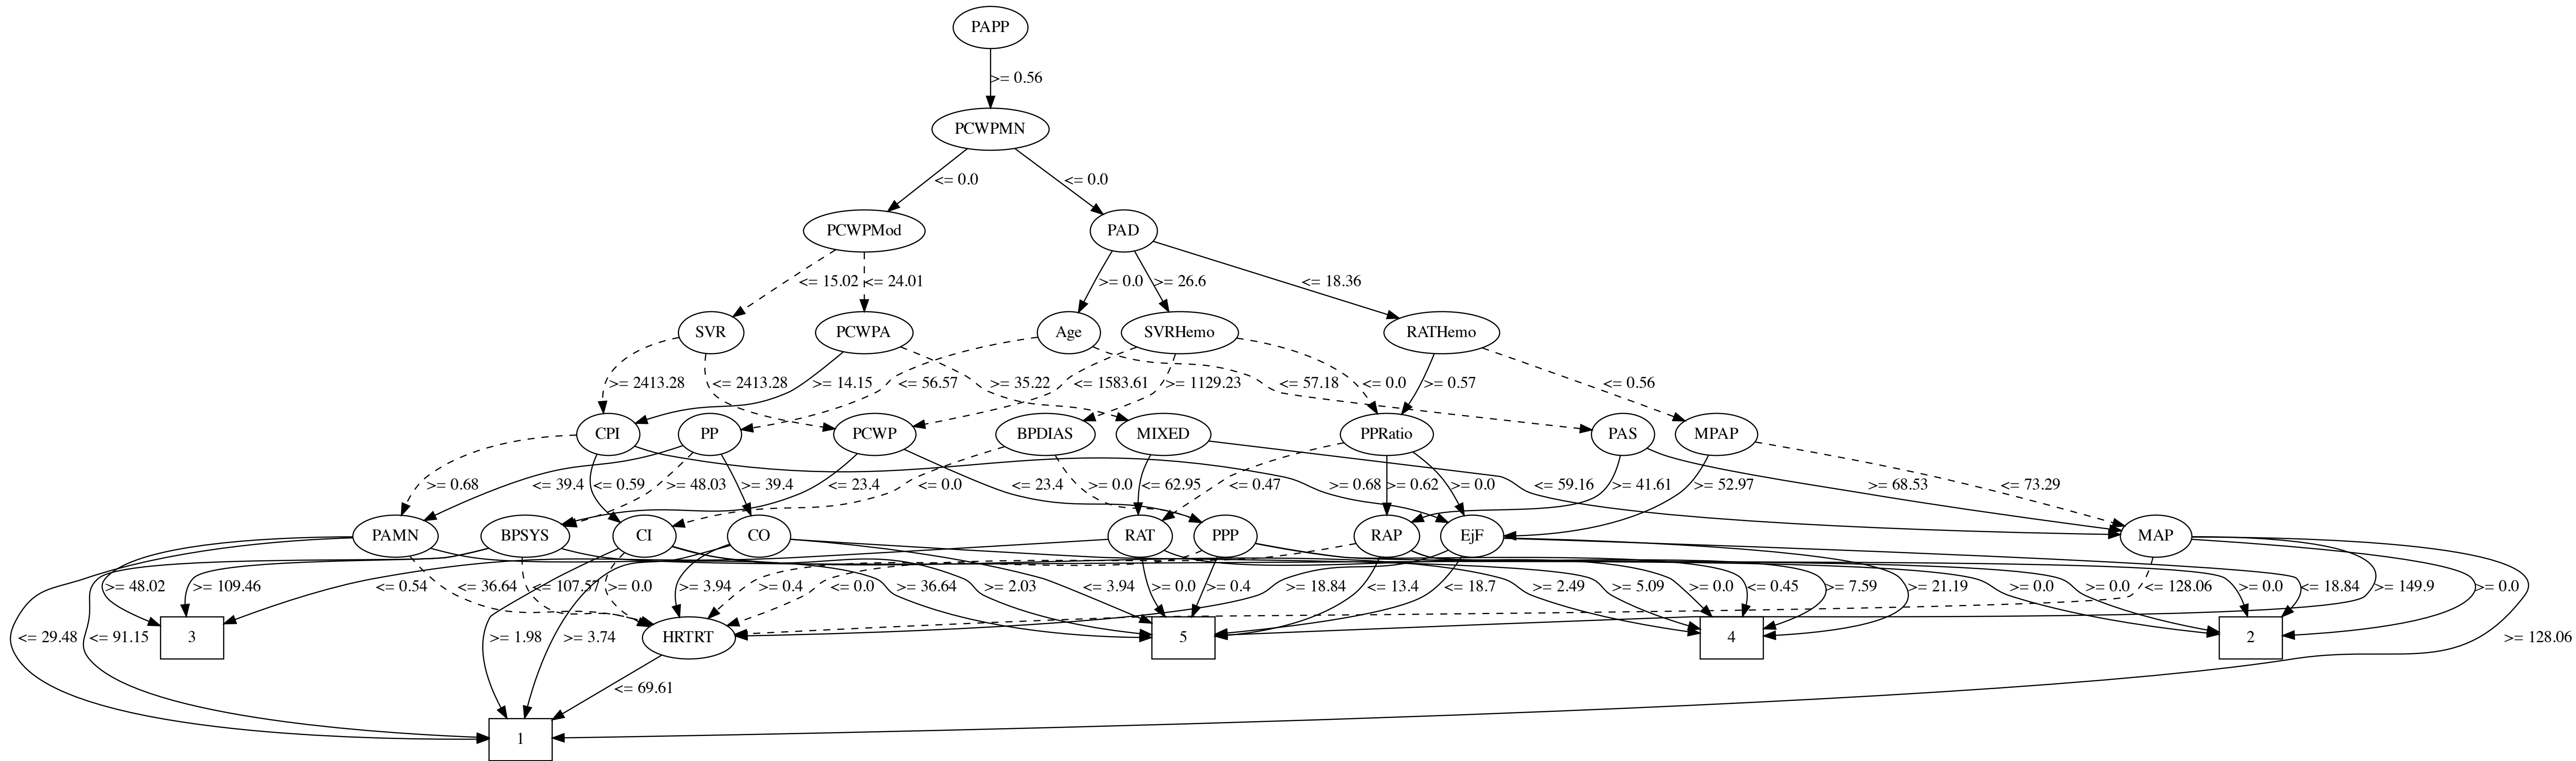 PAPP
>= 0.56
PCWPMN
<= 0.0
<= 0.0
PCWPMod
PAD
<= 15.02
<= 24.01
>= 0.0
>= 26.6
<= 18.36
SVR
PCWPA
Age
SVRHemo
RATHemo
>= 2413.28
<= 2413.28
>= 14.15
<= 56.57
>= 35.22
<= 1583.61
>= 1129.23
<= 57.18
<= 0.0
>= 0.57
<= 0.56
CPI
PP
PCWP
BPDIAS
MIXED
PPRatio
PAS
MPAP
>= 0.68
<= 39.4
<= 0.59
>= 48.03
>= 39.4
<= 23.4
<= 0.0
<= 23.4
>= 0.0
<= 62.95
<= 0.47
>= 0.68
>= 0.62
>= 0.0
<= 59.16
>= 41.61
>= 52.97
>= 68.53
<= 73.29
PAMN
BPSYS
CI
CO
RAT
PPP
RAP
EjF
MAP
>= 48.02
>= 109.46
<= 0.54
<= 36.64
<= 107.57
>= 0.0
>= 3.94
>= 0.4
<= 0.0
>= 36.64
>= 2.03
<= 3.94
>= 0.0
>= 0.4
>= 18.84
<= 13.4
<= 18.7
>= 2.49
>= 5.09
>= 0.0
<= 0.45
>= 7.59
>= 21.19
>= 0.0
>= 0.0
<= 128.06
>= 0.0
<= 18.84
>= 149.9
>= 0.0
<= 29.48
<= 91.15
3
>= 1.98
>= 3.74
HRTRT
5
4
2
>= 128.06
<= 69.61
1